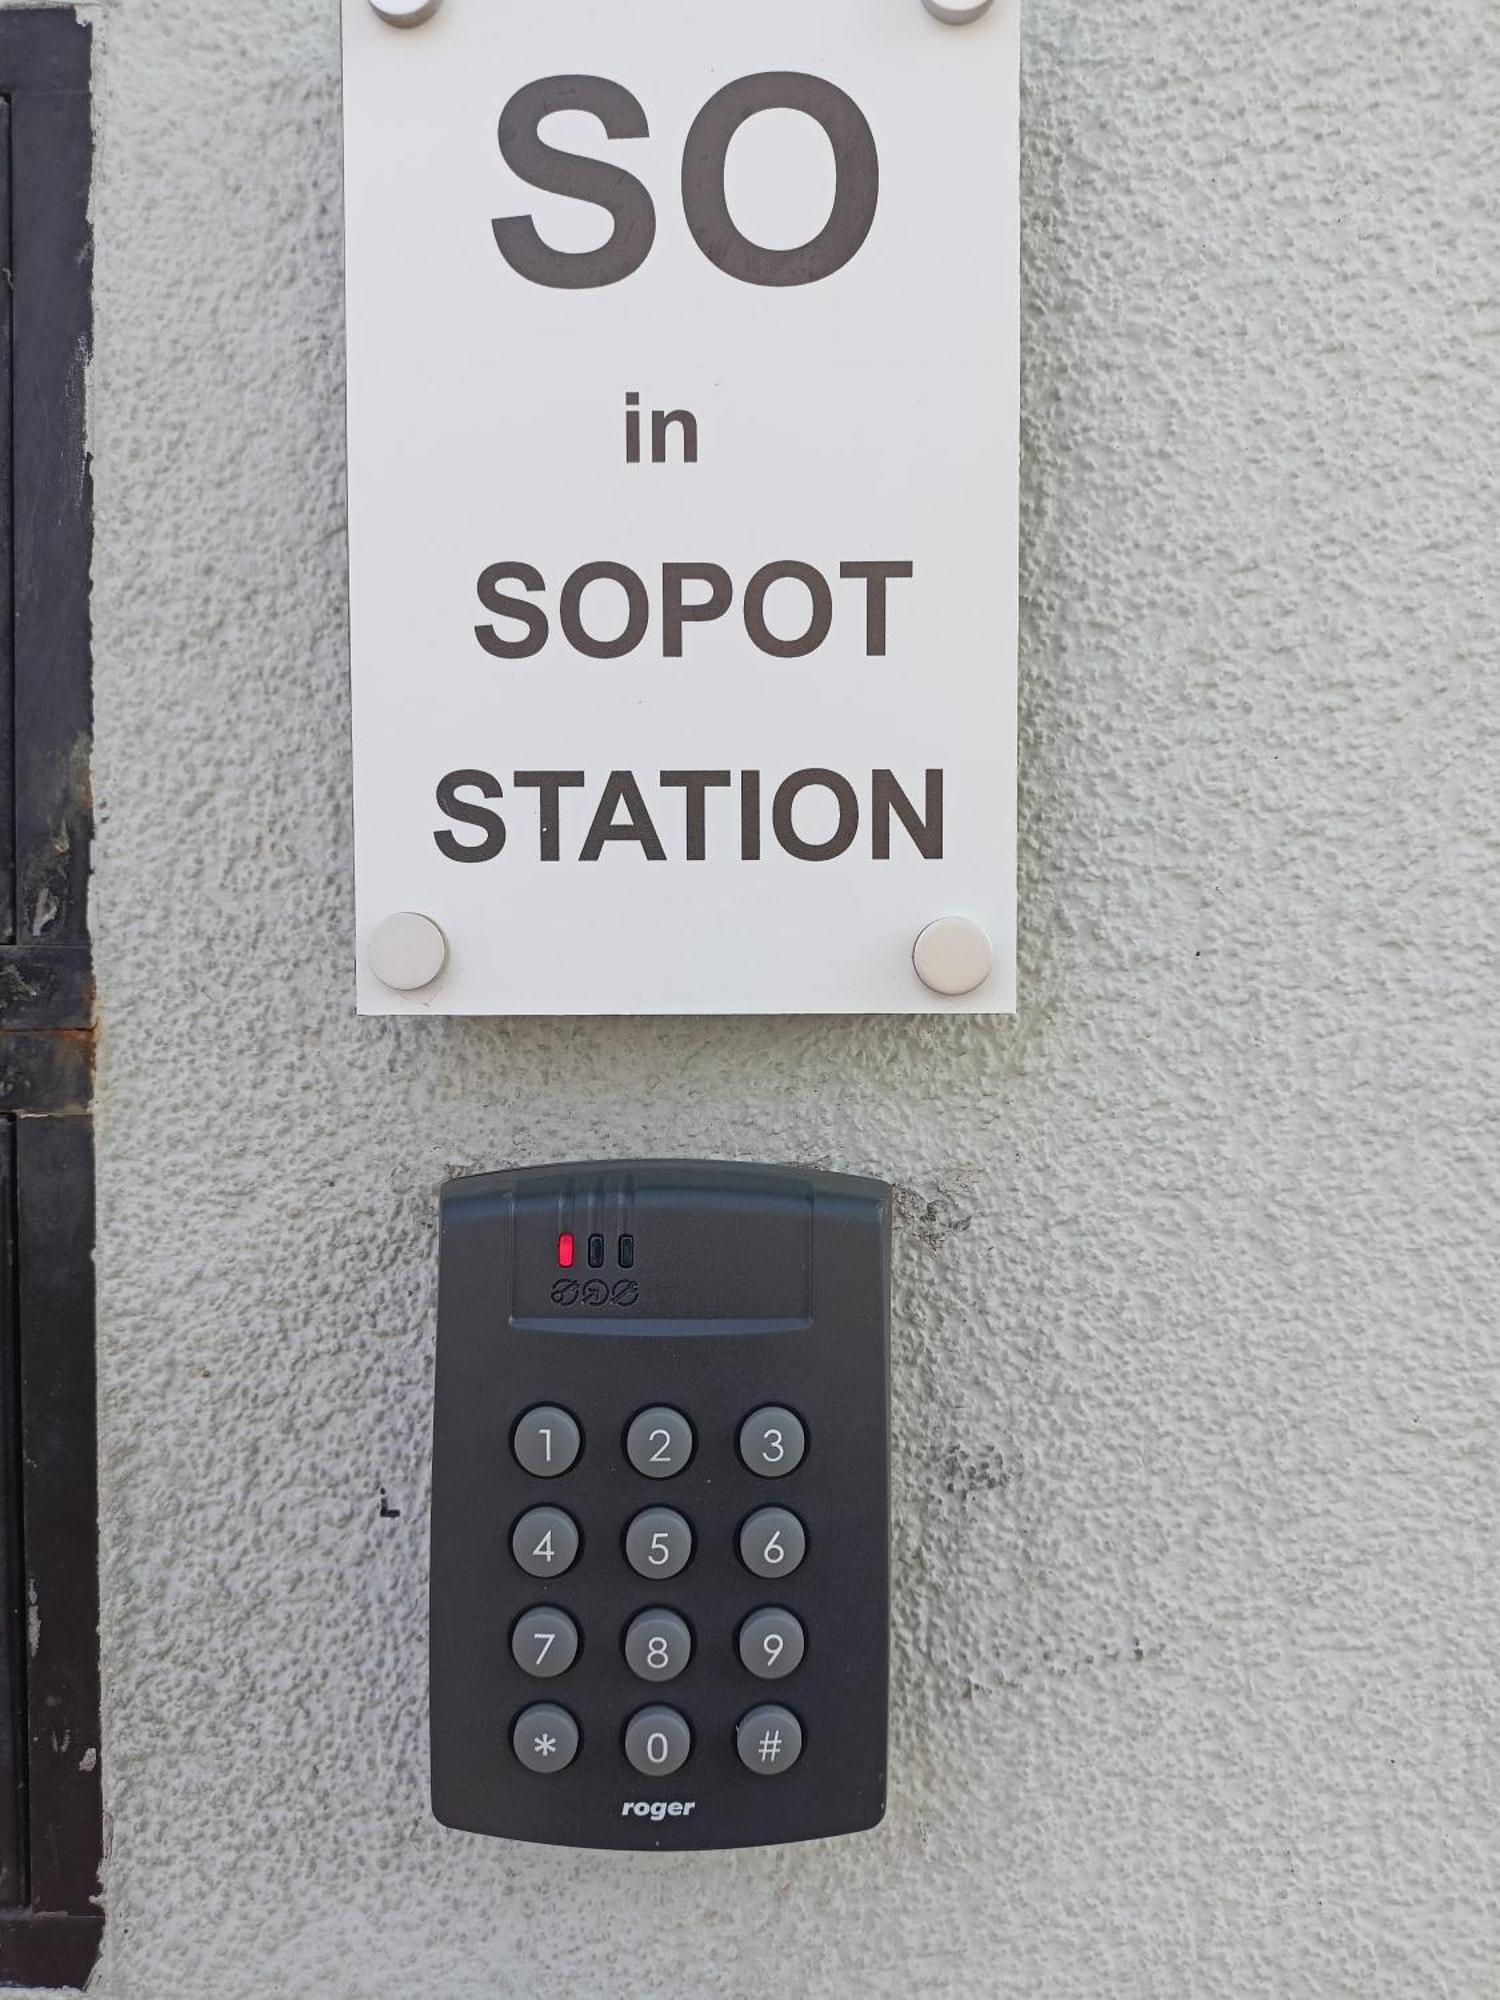 SO
in
SOPOT
STATION
1 2 3
4 5 6
7 8 9
* 0 #
roger